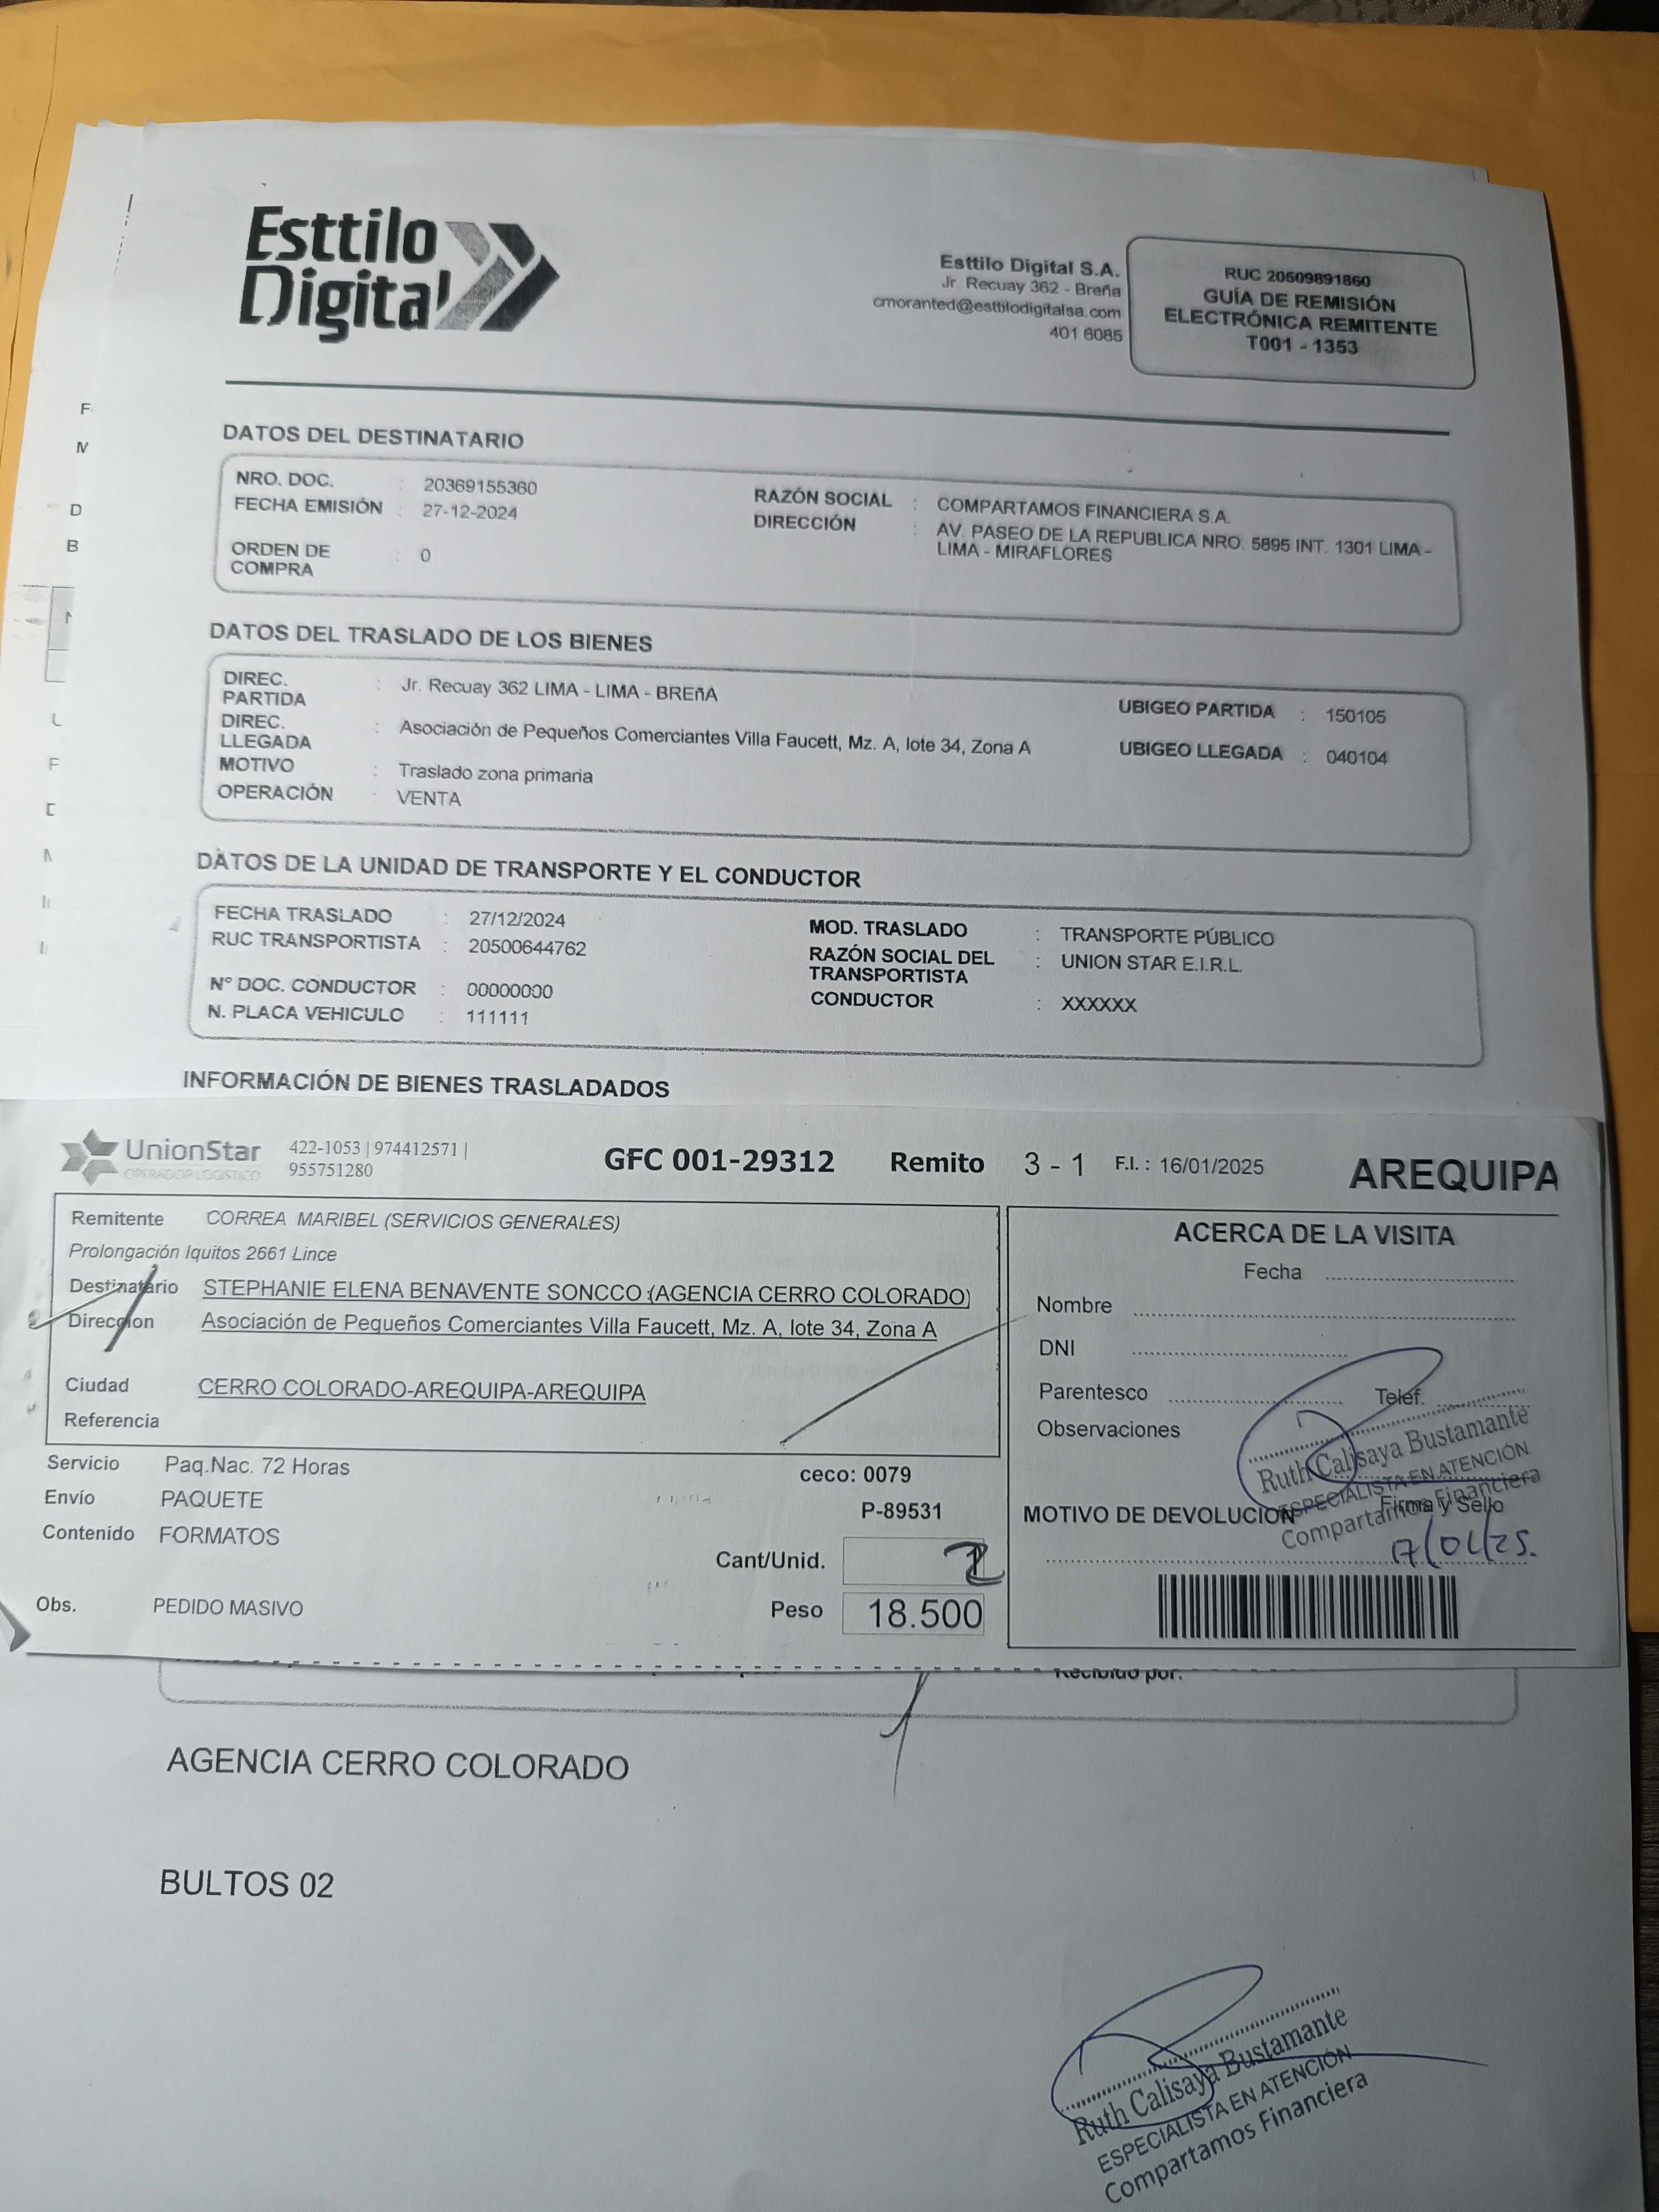 Esttilo
Digital
Esttilo Digital S.A.
Jr. Recuay 362 - Breña
cmoranted@esttilodigitalsa.com
401 6085
RUC 20509891860
GUÍA DE REMISIÓN
ELECTRÓNICA REMITENTE
T001 - 1353
DATOS DEL DESTINATARIO
NRO. DOC. : 20369155360
FECHA EMISIÓN : 27-12-2024
ORDEN DE COMPRA : 0
RAZÓN SOCIAL : COMPARTAMOS FINANCIERA S.A.
DIRECCIÓN : AV. PASEO DE LA REPUBLICA NRO. 5895 INT. 1301 LIMA -
LIMA - MIRAFLORES
DATOS DEL TRASLADO DE LOS BIENES
DIREC. PARTIDA : Jr. Recuay 362 LIMA - LIMA - BREñA
UBIGEO PARTIDA : 150105
DIREC. LLEGADA : Asociación de Pequeños Comerciantes Villa Faucett, Mz. A, lote 34, Zona A
UBIGEO LLEGADA : 040104
MOTIVO : Traslado zona primaria
OPERACIÓN : VENTA
DATOS DE LA UNIDAD DE TRANSPORTE Y EL CONDUCTOR
FECHA TRASLADO : 27/12/2024
RUC TRANSPORTISTA : 20500644762
Nº DOC. CONDUCTOR : 00000000
N. PLACA VEHICULO : 111111
MOD. TRASLADO : TRANSPORTE PÚBLICO
RAZÓN SOCIAL DEL TRANSPORTISTA : UNION STAR E.I.R.L.
CONDUCTOR : XXXXXX
INFORMACIÓN DE BIENES TRASLADADOS
UnionStar
OPERADOR LOGISTICO
422-1053 | 974412571 |
955751280
GFC 001-29312 Remito 3 - 1 F.I. : 16/01/2025 AREQUIPA
Remitente CORREA MARIBEL (SERVICIOS GENERALES)
Prolongación Iquitos 2661 Lince
Destinatario STEPHANIE ELENA BENAVENTE SONCCO (AGENCIA CERRO COLORADO)
Direccion Asociación de Pequeños Comerciantes Villa Faucett, Mz. A, lote 34, Zona A
Ciudad CERRO COLORADO-AREQUIPA-AREQUIPA
Referencia
Servicio Paq.Nac. 72 Horas
Envío PAQUETE
Contenido FORMATOS
Obs. PEDIDO MASIVO
ceco: 0079
P-89531
Cant/Unid. 2
Peso 18.500
ACERCA DE LA VISITA
Fecha
Nombre
DNI
Parentesco Telef.
Observaciones
Ruth Calisaya Bustamante
ESPECIALISTA EN ATENCIÓN
Compartamos Financiera
Firma y Sello
MOTIVO DE DEVOLUCION
17/01/25.
Recibido por:
AGENCIA CERRO COLORADO
BULTOS 02
Ruth Calisaya Bustamante
ESPECIALISTA EN ATENCIÓN
Compartamos Financiera